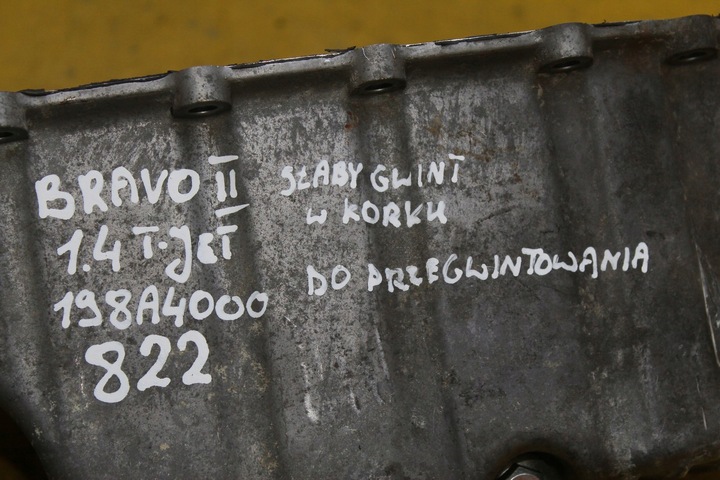 BRAVO II
1.4 T-JET
198A4000
822
SŁABY GWINT
W KORKU
DO PRZEGWINTOWANIA